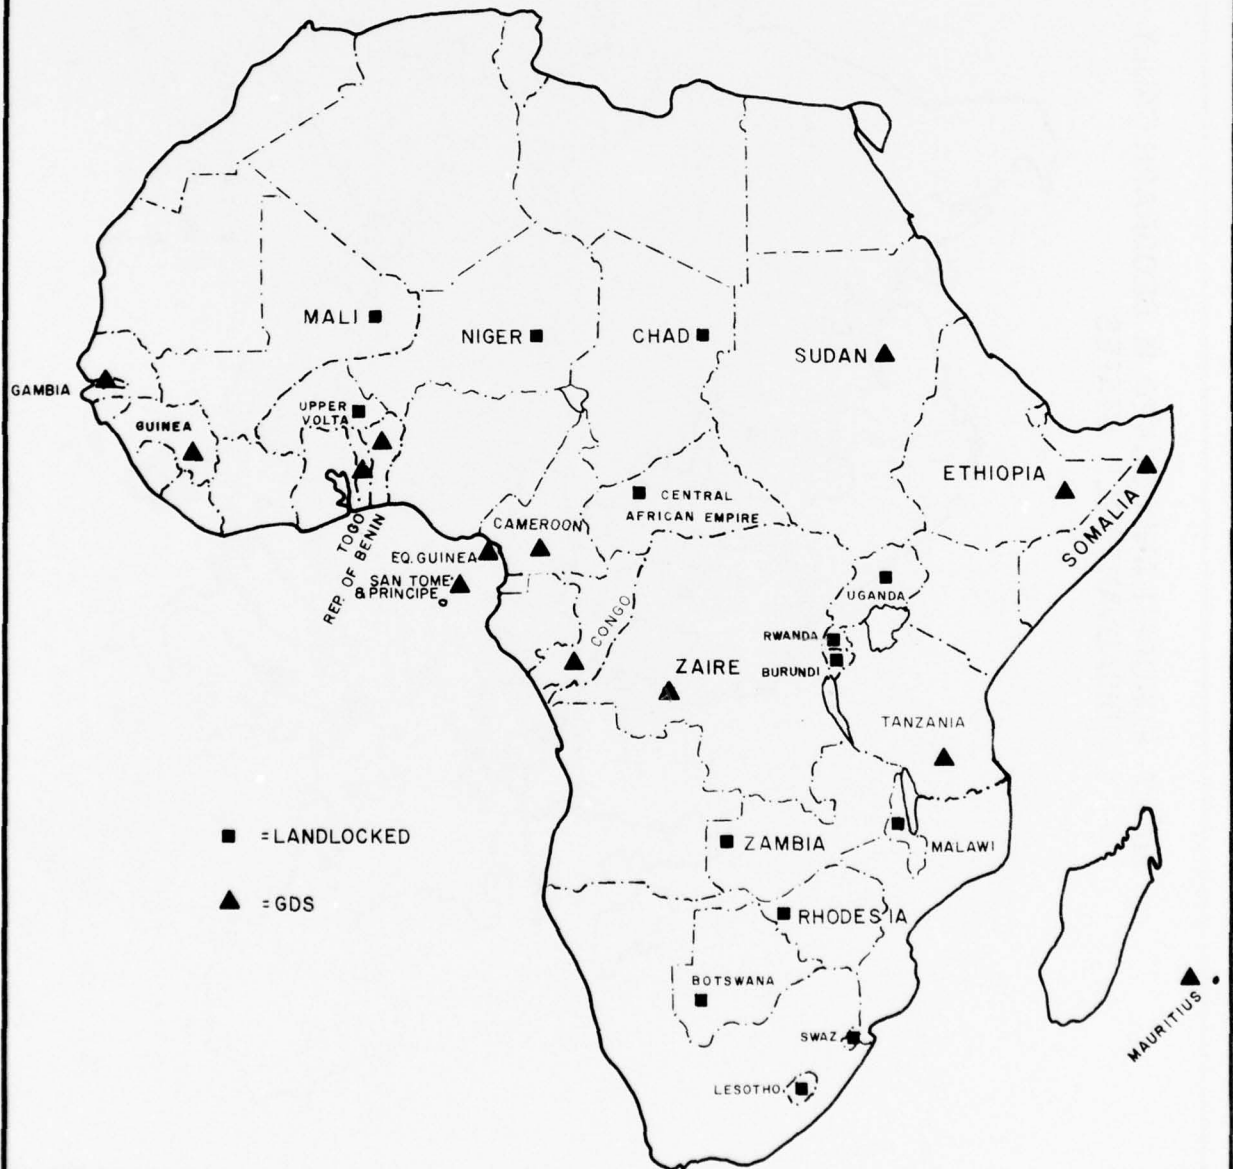 MALI
NIGER
CHAD
SUDAN
GAMBIA
UPPER
VOLTA
GUINEA
ETHIOPIA
SOMALIA
CENTRAL
AFRICAN EMPIRE
CAMEROON
TOGO
REP. OF BENIN
EQ. GUINEA
SAN TOME
& PRINCIPE
UGANDA
CONGO
RWANDA
BURUNDI
ZAIRE
TANZANIA
■ =LANDLOCKED
ZAMBIA
MALAWI
▲ =GDS
RHODESIA
BOTSWANA
MAURITIUS
SWAZ
LESOTHO